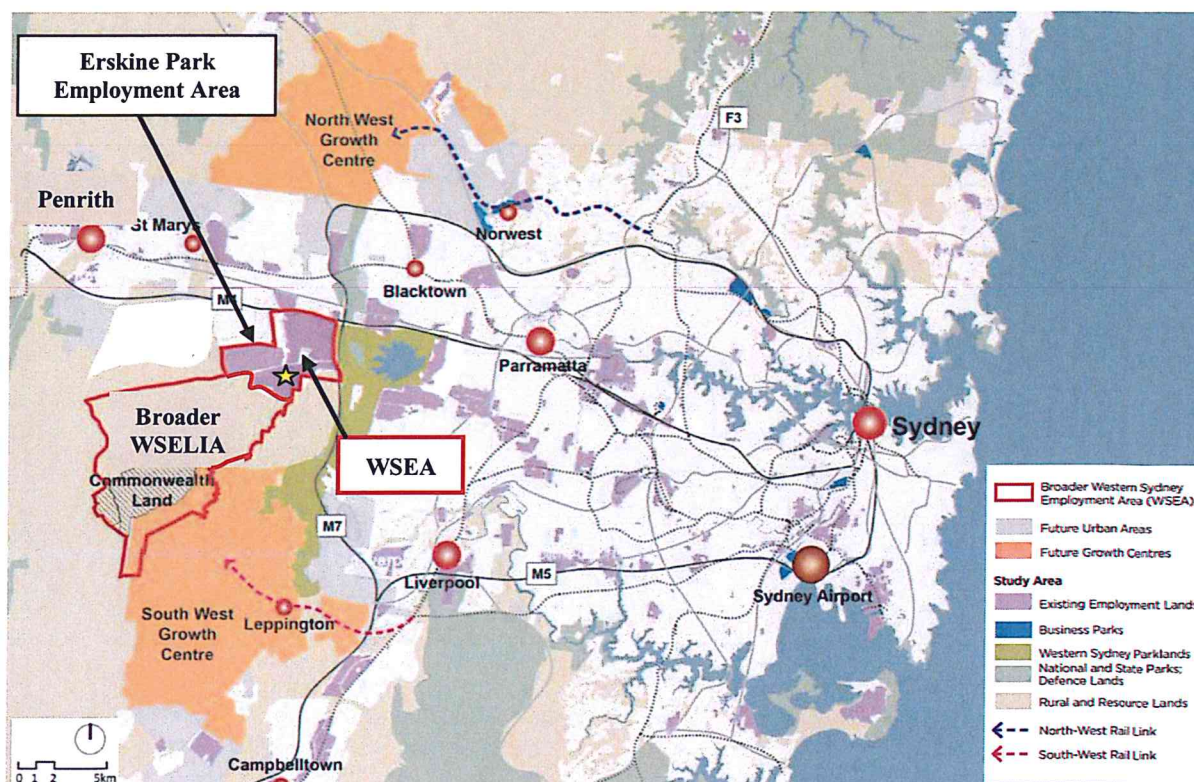 Erskine Park
Employment Area
North West
Growth
Centre
F3
Penrith
St Marys
Norwest
Blacktown
M4
Parramatta
Sydney
Broader
WSELIA
WSEA
Commonwealth
Land
M7
Liverpool
M5
Sydney Airport
South West
Growth
Centre
Leppington
Campbelltown
0 1 2 5km
Broader Western Sydney
Employment Area (WSEA)
Future Urban Areas
Future Growth Centres
Study Area
Existing Employment Lands
Business Parks
Western Sydney Parklands
National and State Parks;
Defence Lands
Rural and Resource Lands
North-West Rail Link
South-West Rail Link